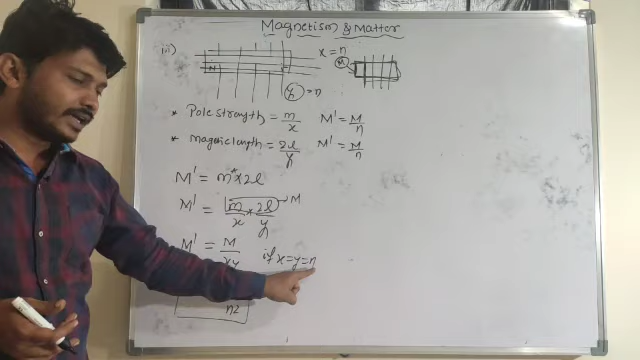 Magnetism & Matter
iii)
x = n
y = n
* Pole strength = m/x M' = M/n
* Magnetic length = 2l/y M' = M/n
M' = m* x 2l
M' = m/x x 2l/y M
M' = M/xy if x=y=n
n2